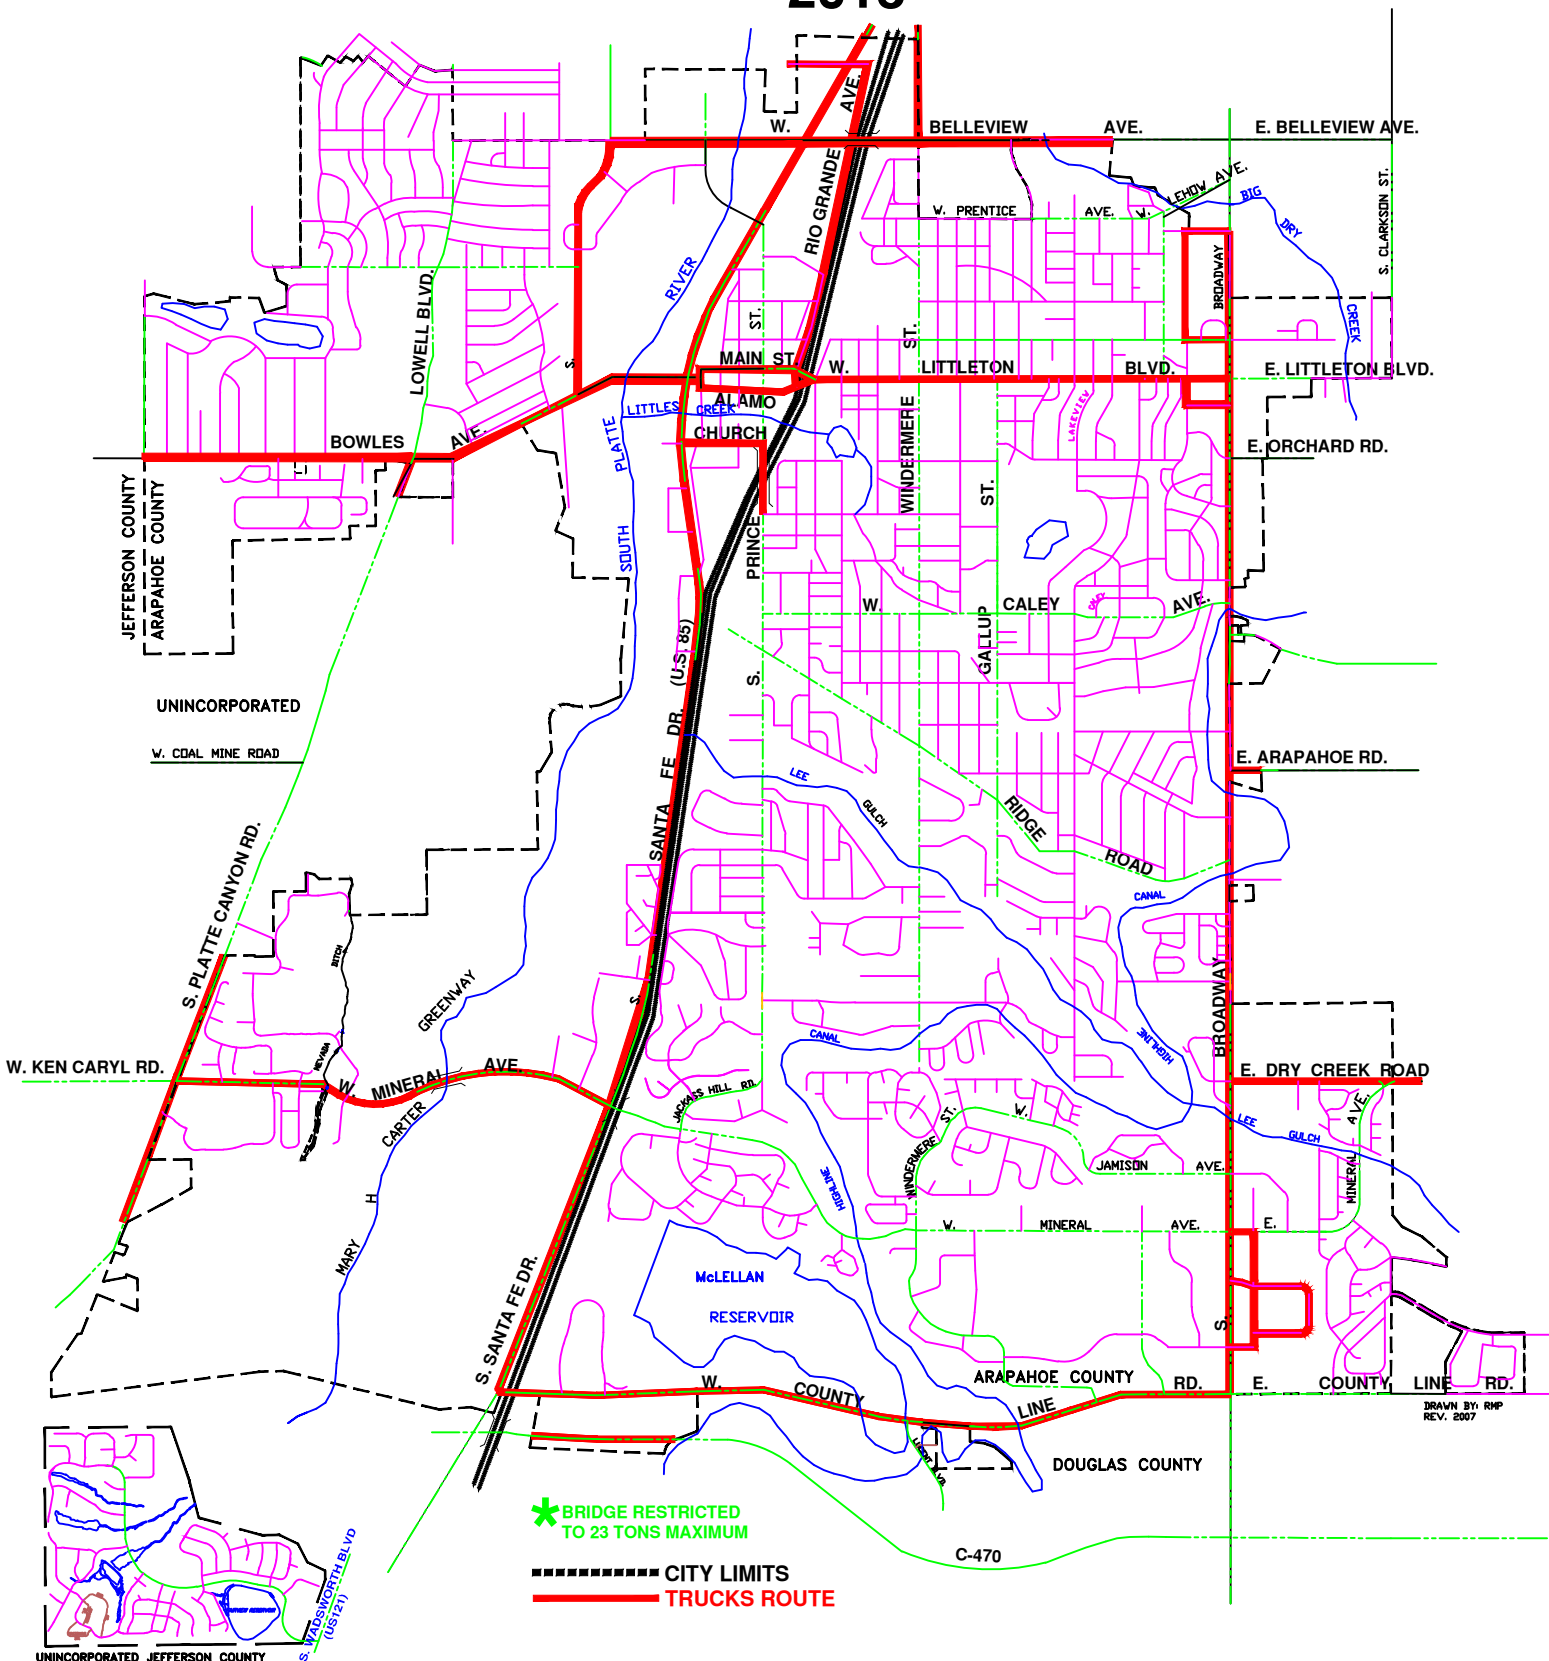 W. BELLEVIEW AVE.
E. BELLEVIEW AVE.
AVE.
RIO GRANDE
W. PRENTICE AVE.
W. LEHOW AVE.
BIG
DRY
CREEK
S. CLARKSON ST.
BROADWAY
LOWELL BLVD.
RIVER
ST.
ST.
S.
MAIN ST.
W. LITTLETON BLVD.
E. LITTLETON BLVD.
ALAMO
LITTLES CREEK
CHURCH
BOWLES AVE.
PLATTE
SOUTH
LAKEVIEW
WINDERMERE
ST.
E. ORCHARD RD.
JEFFERSON COUNTY
ARAPAHOE COUNTY
PRINCE
S.
W. CALEY AVE.
CALEY
GALLUP
(U.S. 85)
UNINCORPORATED
W. COAL MINE ROAD
SANTA FE DR.
S.
LEE
GULCH
E. ARAPAHOE RD.
RIDGE
ROAD
CANAL
S. PLATTE CANYON RD.
DITCH
NEVADA
GREENWAY
CANAL
HIGHLINE
BROADWAY
W. KEN CARYL RD.
W. MINERAL AVE.
E. DRY CREEK ROAD
JACKASS HILL RD.
CARTER
H
MARY
WINDERMERE ST.
W.
JAMISON AVE.
LEE
GULCH
MINERAL AVE.
HIGHLINE
W. MINERAL AVE.
E.
McLELLAN
RESERVOIR
S. SANTA FE DR.
S.
ARAPAHOE COUNTY
W. COUNTY LINE RD.
E. COUNTY LINE RD.
DRAWN BY: RMP
REV. 2007
DOUGLAS COUNTY
BRIDGE RESTRICTED
TO 23 TONS MAXIMUM
C-470
CITY LIMITS
TRUCKS ROUTE
S. WADSWORTH BLVD
(US121)
UNINCORPORATED JEFFERSON COUNTY